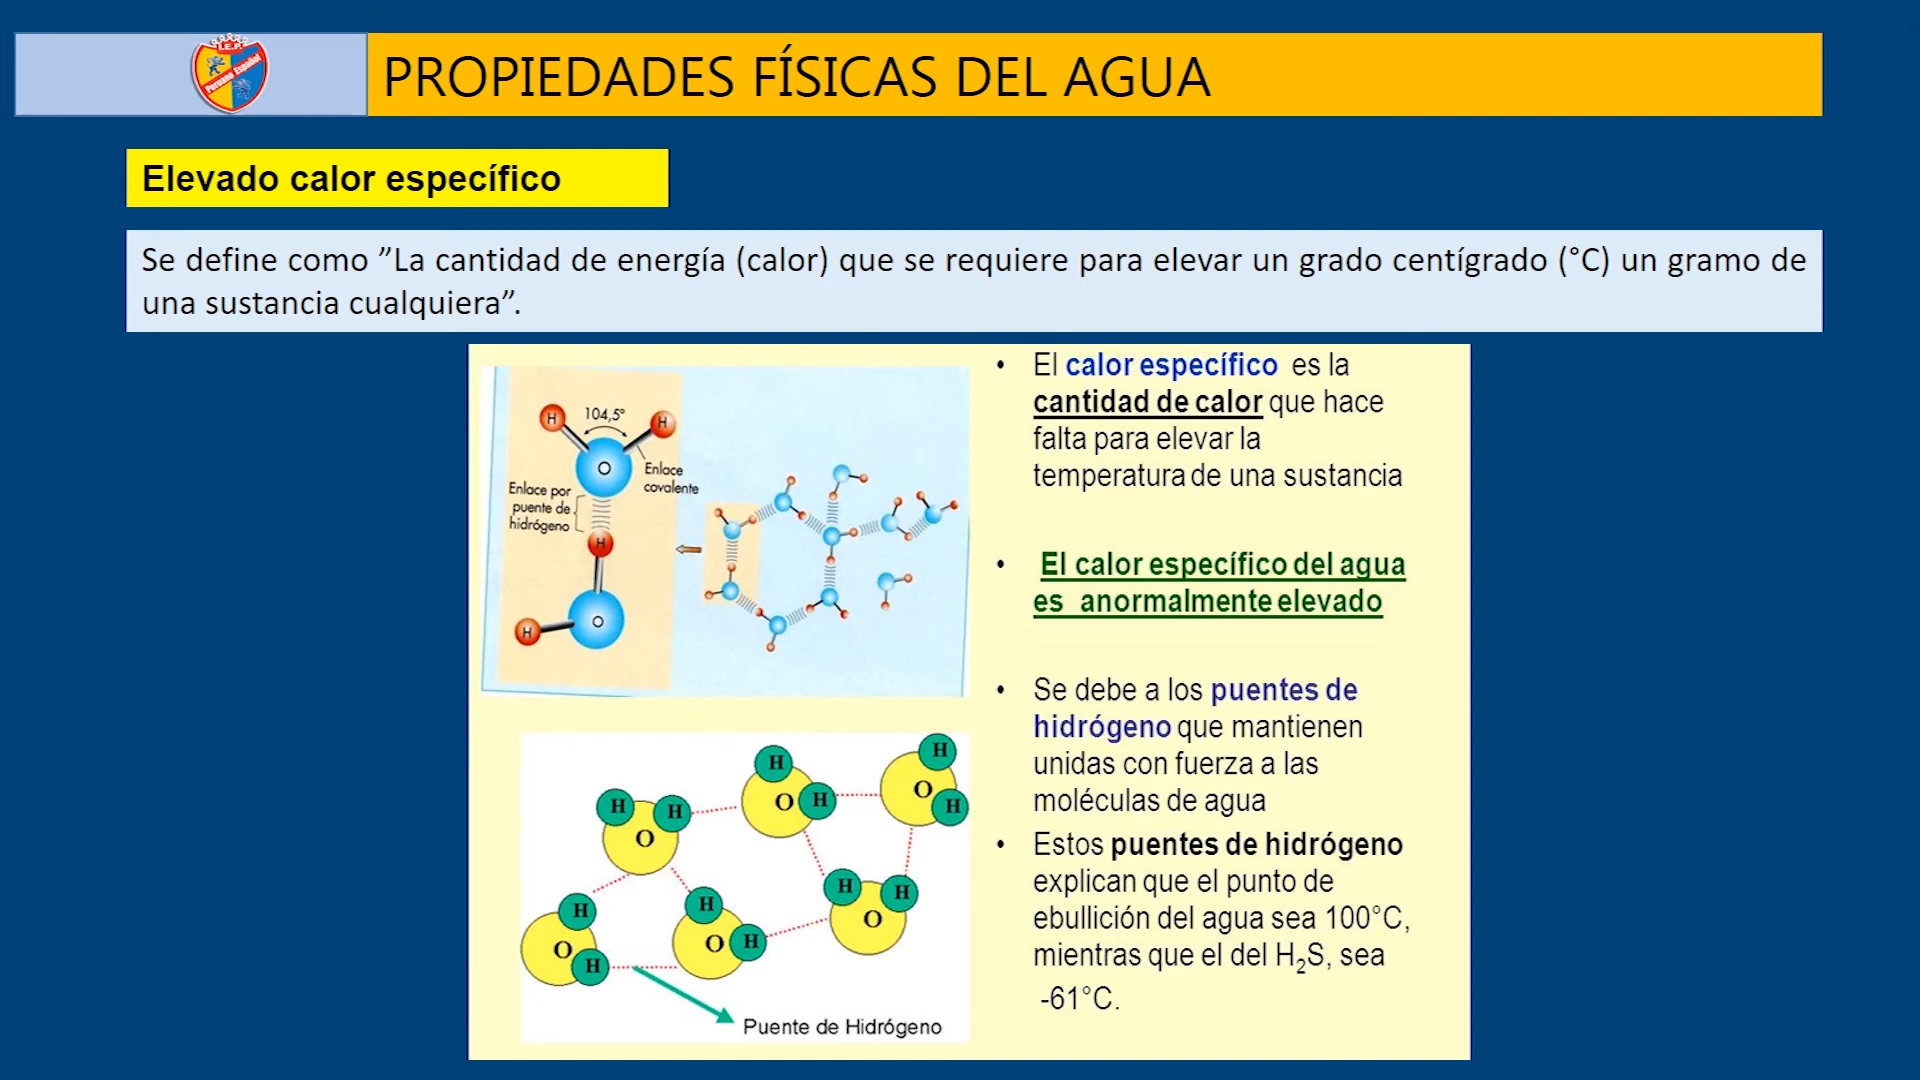 I.E.P.
Peruano Español
PROPIEDADES FÍSICAS DEL AGUA
Elevado calor específico
Se define como ”La cantidad de energía (calor) que se requiere para elevar un grado centígrado (°C) un gramo de
una sustancia cualquiera”.
H
104,5º
H
O
Enlace
covalente
Enlace por
puente de
hidrógeno
H
O
H
• El calor específico es la
cantidad de calor que hace
falta para elevar la
temperatura de una sustancia
• El calor específico del agua
es anormalmente elevado
• Se debe a los puentes de
hidrógeno que mantienen
unidas con fuerza a las
moléculas de agua
• Estos puentes de hidrógeno
explican que el punto de
ebullición del agua sea 100°C,
mientras que el del H₂S, sea
-61°C.
H H O
H O H
H O H
H O H
H O H
H H O
Puente de Hidrógeno